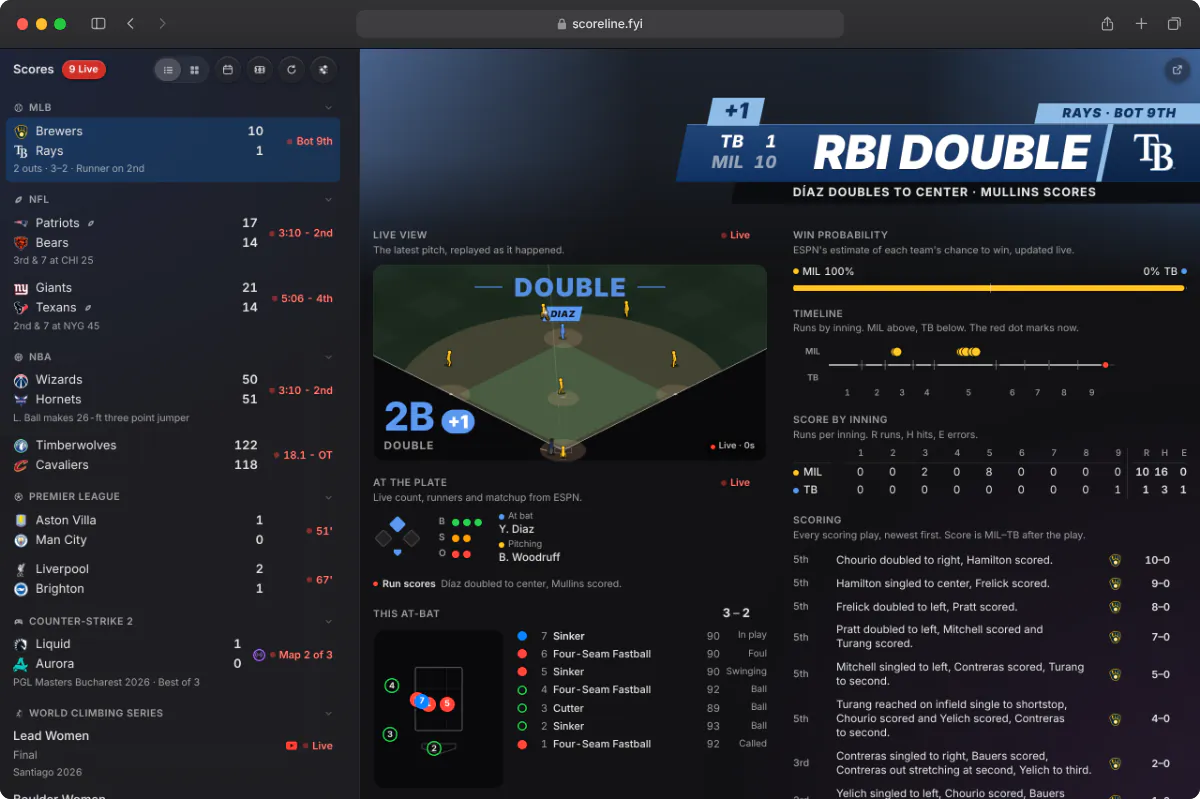 scoreline.fyi
Scores 9 Live
MLB
Brewers 10
Rays 1
Bot 9th
2 outs · 3–2 · Runner on 2nd
NFL
Patriots 17
Bears 14
3:10 - 2nd
3rd & 7 at CHI 25
Giants 21
Texans 14
5:06 - 4th
2nd & 7 at NYG 45
NBA
Wizards 50
Hornets 51
3:10 - 2nd
L. Ball makes 26-ft three point jumper
Timberwolves 122
Cavaliers 118
18.1 - OT
PREMIER LEAGUE
Aston Villa 1
Man City 0
51'
Liverpool 2
Brighton 1
67'
COUNTER-STRIKE 2
Liquid 1
Aurora 0
Map 2 of 3
PGL Masters Bucharest 2026 · Best of 3
WORLD CLIMBING SERIES
Lead Women
Final
Live
Santiago 2026
Boulder Women
+1
RAYS · BOT 9TH
TB 1
MIL 10
RBI DOUBLE
TB
DÍAZ DOUBLES TO CENTER · MULLINS SCORES
LIVE VIEW
Live
The latest pitch, replayed as it happened.
DOUBLE
DIAZ
2B +1
DOUBLE
Live · 0s
AT THE PLATE
Live
Live count, runners and matchup from ESPN.
B
S
O
At bat
Y. Diaz
Pitching
B. Woodruff
Run scores Díaz doubled to center, Mullins scored.
THIS AT-BAT 3 – 2
4
7
5
3
2
7 Sinker 90 In play
6 Four-Seam Fastball 90 Foul
5 Sinker 90 Swinging
4 Four-Seam Fastball 92 Ball
3 Cutter 89 Ball
2 Sinker 93 Ball
1 Four-Seam Fastball 92 Called
WIN PROBABILITY
ESPN's estimate of each team's chance to win, updated live.
MIL 100% 0% TB
TIMELINE
Runs by inning. MIL above, TB below. The red dot marks now.
MIL
TB
1 2 3 4 5 6 7 8 9
SCORE BY INNING
Runs per inning. R runs, H hits, E errors.
1 2 3 4 5 6 7 8 9 R H E
MIL 0 0 2 0 8 0 0 0 0 10 16 0
TB 0 0 0 0 0 0 0 0 1 1 3 1
SCORING
Every scoring play, newest first. Score is MIL–TB after the play.
5th Chourio doubled to right, Hamilton scored. 10–0
5th Hamilton singled to center, Frelick scored. 9–0
5th Frelick doubled to left, Pratt scored. 8–0
5th Pratt doubled to left, Mitchell scored and
Turang scored. 7–0
5th Mitchell singled to left, Contreras scored, Turang
to second. 5–0
5th Turang reached on infield single to shortstop,
Chourio scored and Yelich scored, Contreras
to second. 4–0
3rd Contreras singled to right, Bauers scored,
Contreras out stretching at second, Yelich to third. 2–0
Yelich singled to left, Chourio scored, Bauers